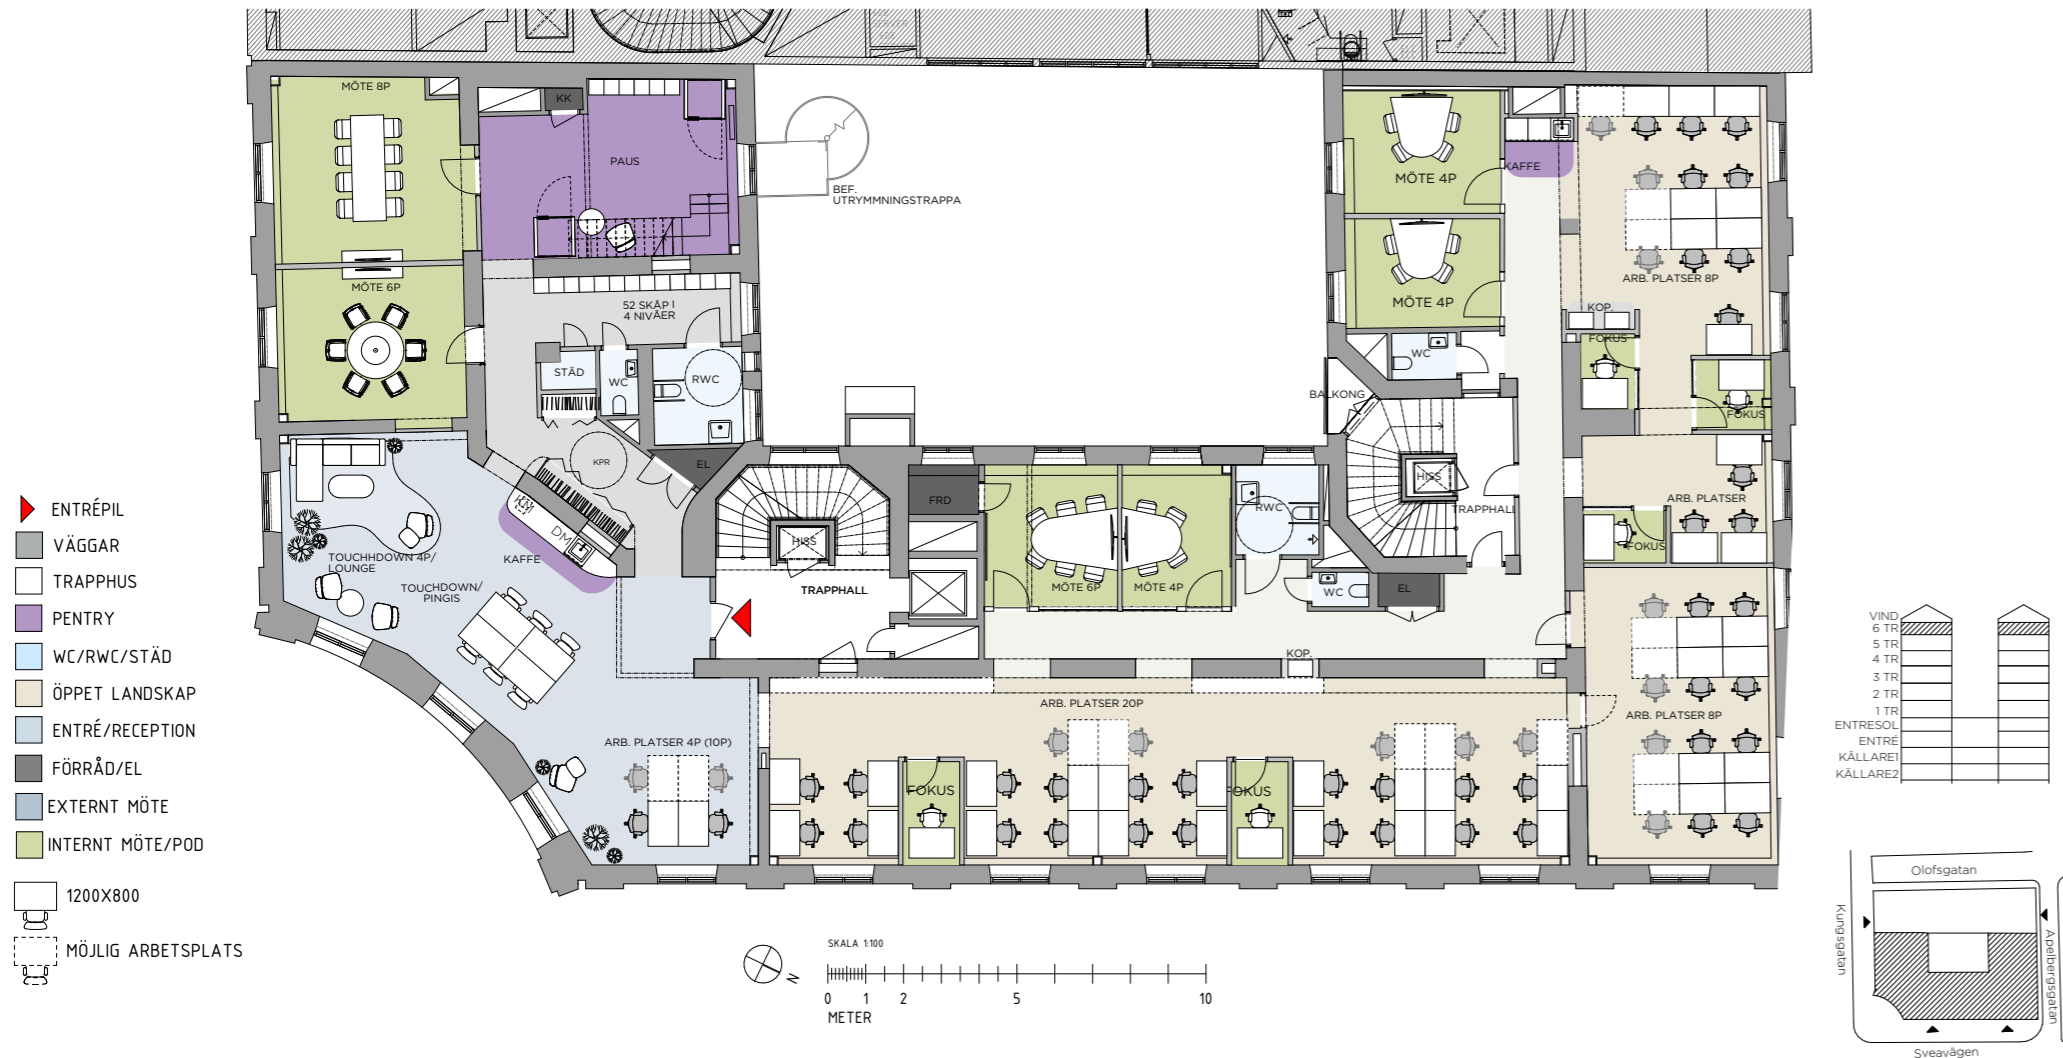 SERVER
MÖTE 8P
KK
PAUS
BEF.
UTRYMMNINGSTRAPPA
MÖTE 6P
52 SKÅP I
4 NIVÅER
STÄD
WC
RWC
KPR
EL
KM
DM
KAFFE
TOUCHHDOWN 4P/
LOUNGE
TOUCHDOWN/
PINGIS
HISS
TRAPPHALL
FRD
MÖTE 6P
MÖTE 4P
RWC
WC
EL
KOP.
ARB. PLATSER 4P (10P)
ARB. PLATSER 20P
FOKUS
FOKUS
MÖTE 4P
MÖTE 4P
KAFFE
WC
BALKONG
HISS
TRAPPHALL
ARB. PLATSER 8P
KOP.
FOKUS
FOKUS
ARB. PLATSER
FOKUS
ARB. PLATSER 8P
ENTRÉPIL
VÄGGAR
TRAPPHUS
PENTRY
WC/RWC/STÄD
ÖPPET LANDSKAP
ENTRÉ/RECEPTION
FÖRRÅD/EL
EXTERNT MÖTE
INTERNT MÖTE/POD
1200X800
MÖJLIG ARBETSPLATS
N
SKALA 1:100
0 1 2 5 10
METER
VIND
6 TR
5 TR
4 TR
3 TR
2 TR
1 TR
ENTRESOL
ENTRÉ
KÄLLARE1
KÄLLARE2
Olofsgatan
Kungsgatan
Apelbergsgatan
Sveavägen